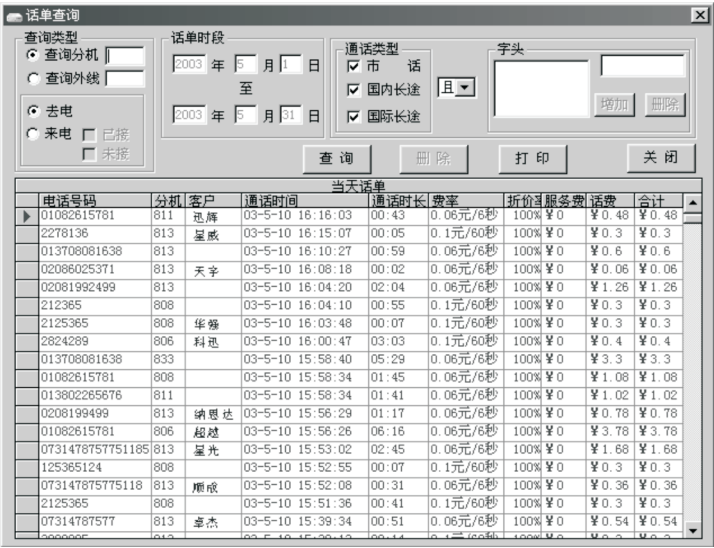 话单查询
查询类型
查询分机
查询外线
去电
来电 已接
未接
话单时段
2003 年 5 月 1 日
至
2003 年 5 月 31 日
通话类型
市 话
国内长途
国际长途
且
字头
增加 删除
查 询 删 除 打 印 关 闭
当天话单
电话号码 分机 客户 通话时间 通话时长 费率 折价率 服务费 话费 合计
01082615781 811 迅辉 03-5-10 16:16:03 00:43 0.06元/6秒 100% ¥0 ¥0.48 ¥0.48
2278136 813 星威 03-5-10 16:15:07 00:05 0.1元/60秒 100% ¥0 ¥0.3 ¥0.3
013708081638 813 03-5-10 16:10:27 00:59 0.06元/6秒 100% ¥0 ¥0.6 ¥0.6
02086025371 813 天宇 03-5-10 16:08:18 00:02 0.06元/6秒 100% ¥0 ¥0.06 ¥0.06
02081992499 813 03-5-10 16:04:20 02:04 0.06元/6秒 100% ¥0 ¥1.26 ¥1.26
212365 808 03-5-10 16:04:10 00:55 0.1元/60秒 100% ¥0 ¥0.3 ¥0.3
2125365 808 华强 03-5-10 16:03:48 00:07 0.1元/60秒 100% ¥0 ¥0.3 ¥0.3
2824289 806 科迅 03-5-10 16:00:47 03:03 0.1元/60秒 100% ¥0 ¥0.4 ¥0.4
013708081638 833 03-5-10 15:58:40 05:29 0.06元/6秒 100% ¥0 ¥3.3 ¥3.3
01082615781 808 03-5-10 15:58:34 01:45 0.06元/6秒 100% ¥0 ¥1.08 ¥1.08
013802265676 811 03-5-10 15:58:34 01:41 0.06元/6秒 100% ¥0 ¥1.02 ¥1.02
0208199499 813 纳思达 03-5-10 15:56:29 01:17 0.06元/6秒 100% ¥0 ¥0.78 ¥0.78
01082615781 806 超越 03-5-10 15:56:26 06:16 0.06元/6秒 100% ¥0 ¥3.78 ¥3.78
0731478757751185 813 星光 03-5-10 15:53:02 02:45 0.06元/6秒 100% ¥0 ¥1.68 ¥1.68
125365124 808 03-5-10 15:52:55 00:07 0.1元/60秒 100% ¥0 ¥0.3 ¥0.3
073147877​75118 813 顺成 03-5-10 15:52:08 00:31 0.06元/6秒 100% ¥0 ¥0.36 ¥0.36
2125365 808 03-5-10 15:51:36 00:41 0.1元/60秒 100% ¥0 ¥0.3 ¥0.3
07314787577 813 卓杰 03-5-10 15:39:34 00:51 0.06元/6秒 100% ¥0 ¥0.54 ¥0.54